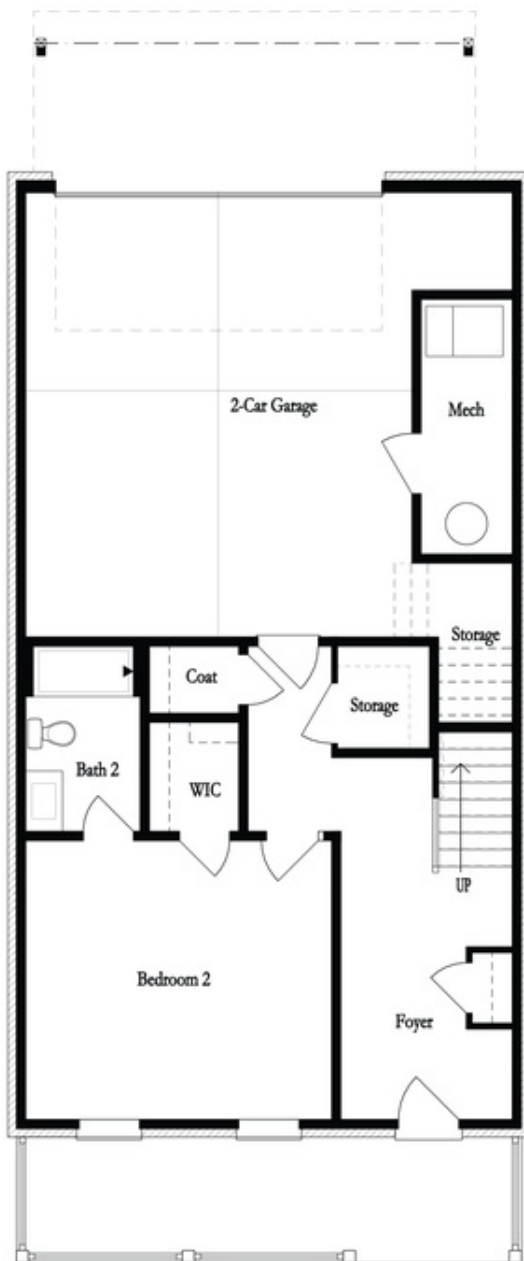 2-Car Garage
Mech
Storage
Coat
Storage
Bath 2
WIC
UP
Bedroom 2
Foyer